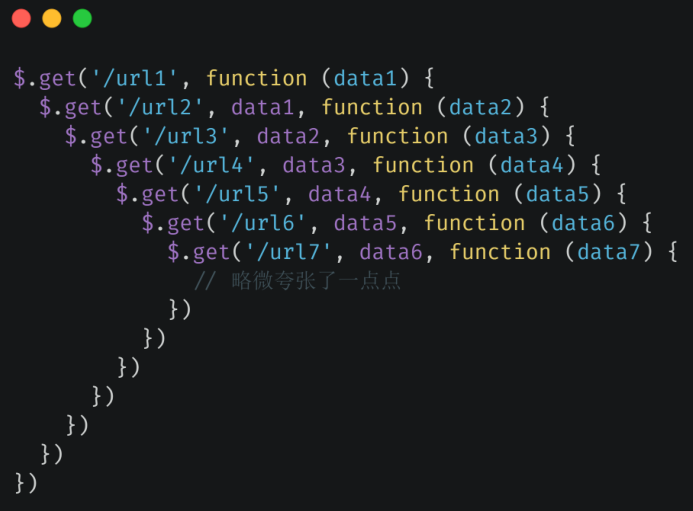 $.get('/url1', function (data1) {
  $.get('/url2', data1, function (data2) {
    $.get('/url3', data2, function (data3) {
      $.get('/url4', data3, function (data4) {
        $.get('/url5', data4, function (data5) {
          $.get('/url6', data5, function (data6) {
            $.get('/url7', data6, function (data7) {
              // 略微夸张了一点点
            })
          })
        })
      })
    })
  })
})